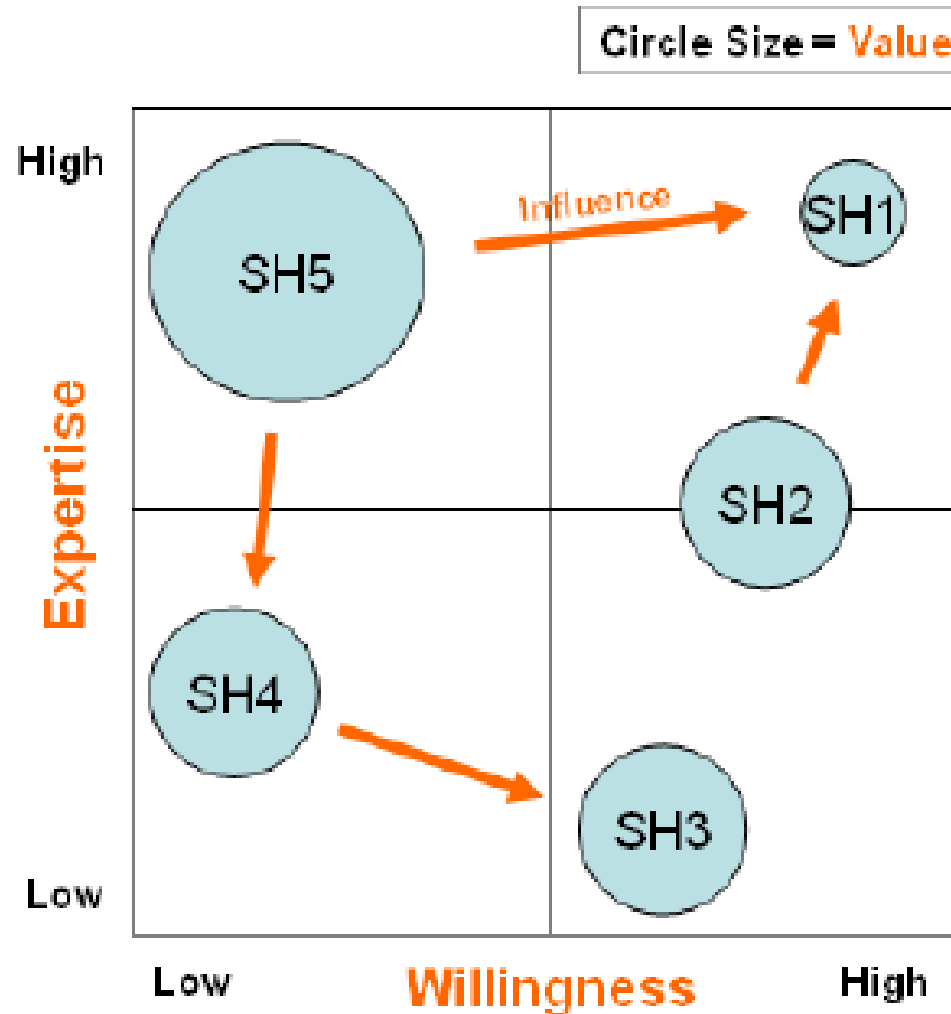 Circle Size = Value
High
Influence
SH1
SH5
Expertise
SH2
SH4
SH3
Low
Low
Willingness
High